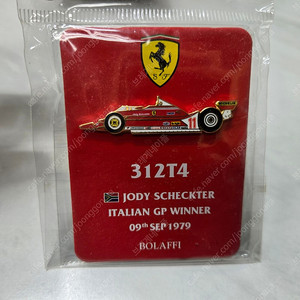 S F
11
312T4
JODY SCHECKTER
ITALIAN GP WINNER
09th SEP 1979
BOLAFFI